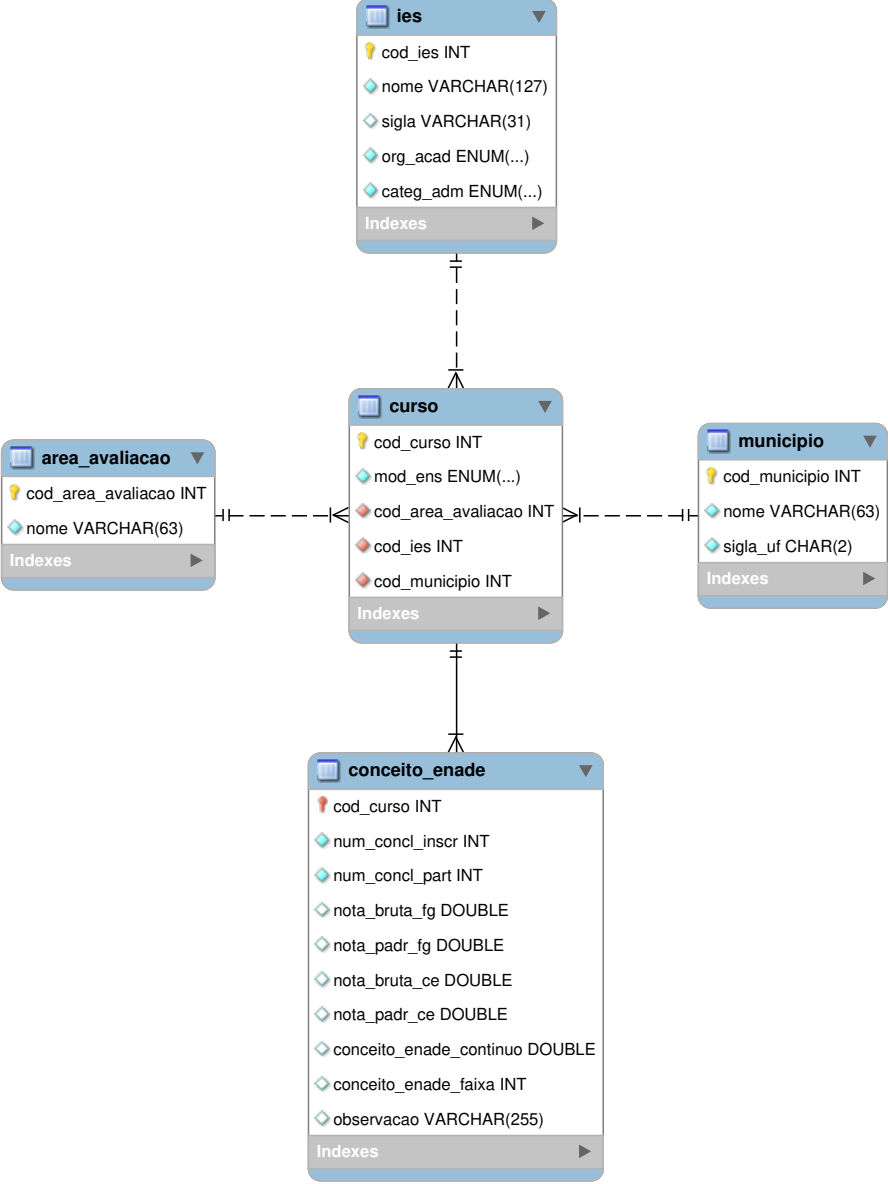 ies
cod_ies INT
nome VARCHAR(127)
sigla VARCHAR(31)
org_acad ENUM(...)
categ_adm ENUM(...)
Indexes
area_avaliacao
cod_area_avaliacao INT
nome VARCHAR(63)
Indexes
curso
cod_curso INT
mod_ens ENUM(...)
cod_area_avaliacao INT
cod_ies INT
cod_municipio INT
Indexes
municipio
cod_municipio INT
nome VARCHAR(63)
sigla_uf CHAR(2)
Indexes
conceito_enade
cod_curso INT
num_concl_inscr INT
num_concl_part INT
nota_bruta_fg DOUBLE
nota_padr_fg DOUBLE
nota_bruta_ce DOUBLE
nota_padr_ce DOUBLE
conceito_enade_continuo DOUBLE
conceito_enade_faixa INT
observacao VARCHAR(255)
Indexes